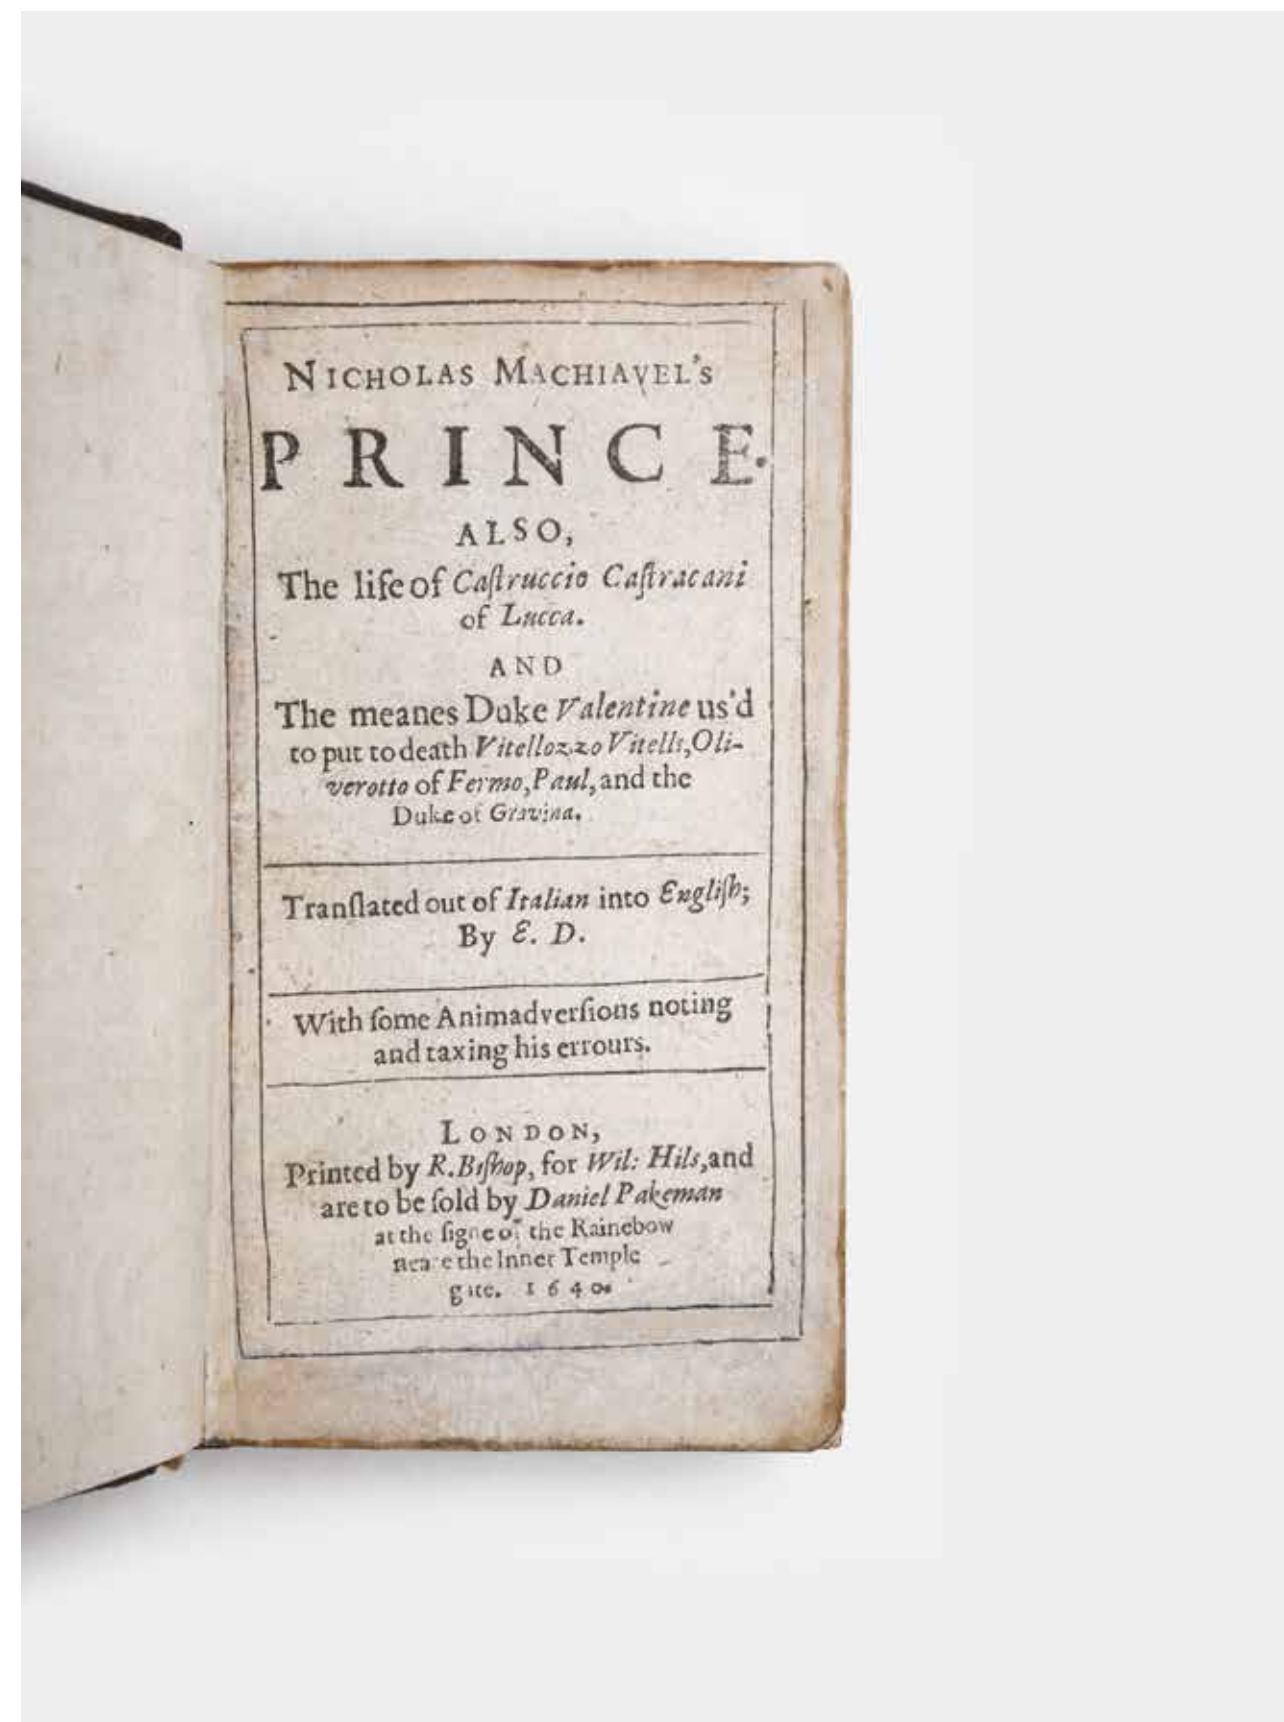 NICHOLAS MACHIAVEL'S
PRINCE.
ALSO,
The life of Caſtruccio Caſtracani
of Lucca.
AND
The meanes Duke Valentine us'd
to put to death Vitellozzo Vitelli, Oli-
verotto of Fermo, Paul, and the
Duke of Gravina.
Tranſlated out of Italian into Engliſh;
By E. D.
With ſome Animadverſions noting
and taxing his errours.
LONDON,
Printed by R. Biſhop, for Wil: Hils, and
are to be ſold by Daniel Pakeman
at the ſigne of the Rainebow
neare the Inner Temple
gate. 1640.